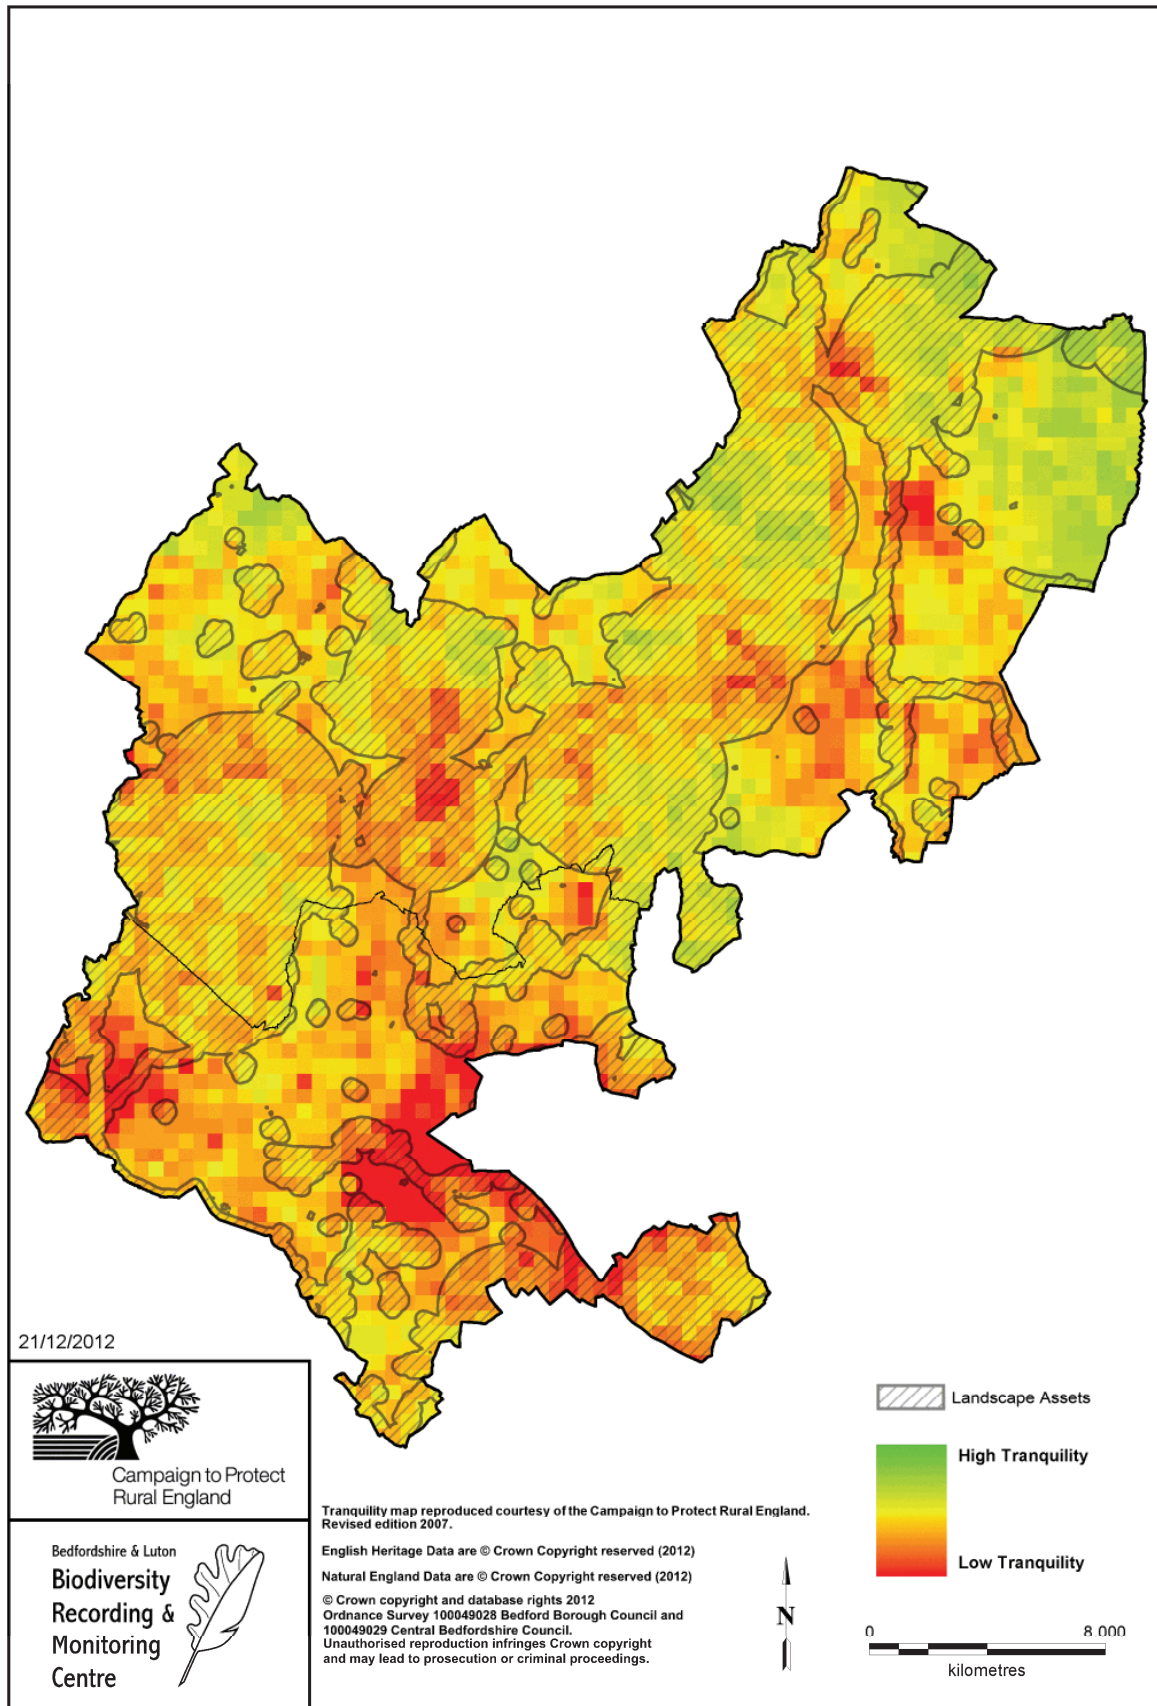 21/12/2012
Campaign to Protect
Rural England
Bedfordshire & Luton
Biodiversity
Recording &
Monitoring
Centre
Tranquility map reproduced courtesy of the Campaign to Protect Rural England.
Revised edition 2007.
English Heritage Data are © Crown Copyright reserved (2012)
Natural England Data are © Crown Copyright reserved (2012)
© Crown copyright and database rights 2012
Ordnance Survey 100049028 Bedford Borough Council and
100049029 Central Bedfordshire Council.
Unauthorised reproduction infringes Crown copyright
and may lead to prosecution or criminal proceedings.
N
Landscape Assets
High Tranquility
Low Tranquility
0 8 000
kilometres